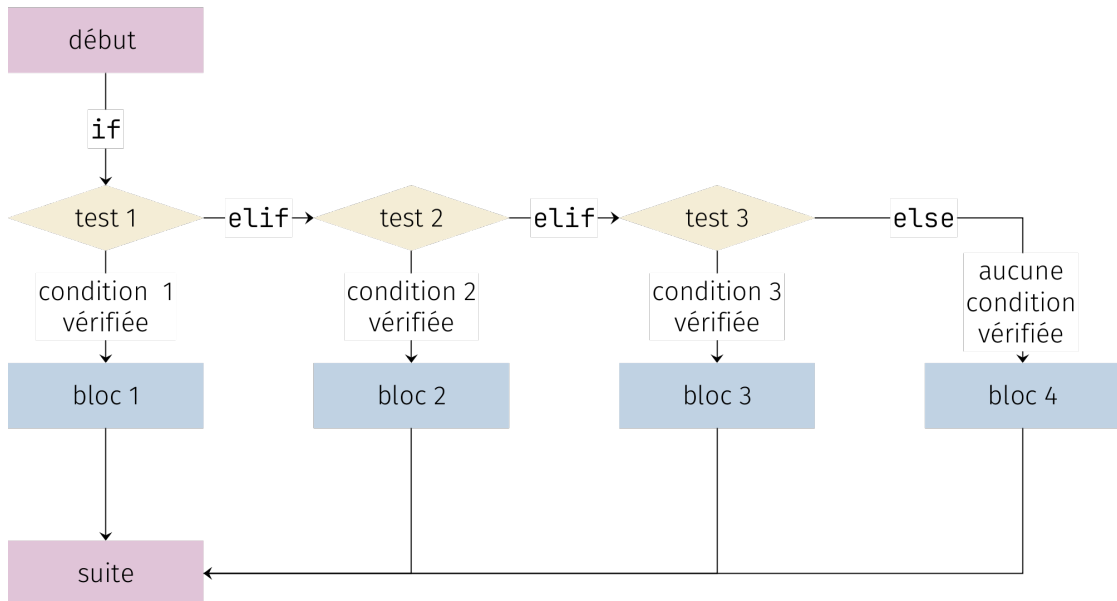 début
if
test 1
elif
test 2
elif
test 3
else
condition 1
vérifiée
condition 2
vérifiée
condition 3
vérifiée
aucune
condition
vérifiée
bloc 1
bloc 2
bloc 3
bloc 4
suite